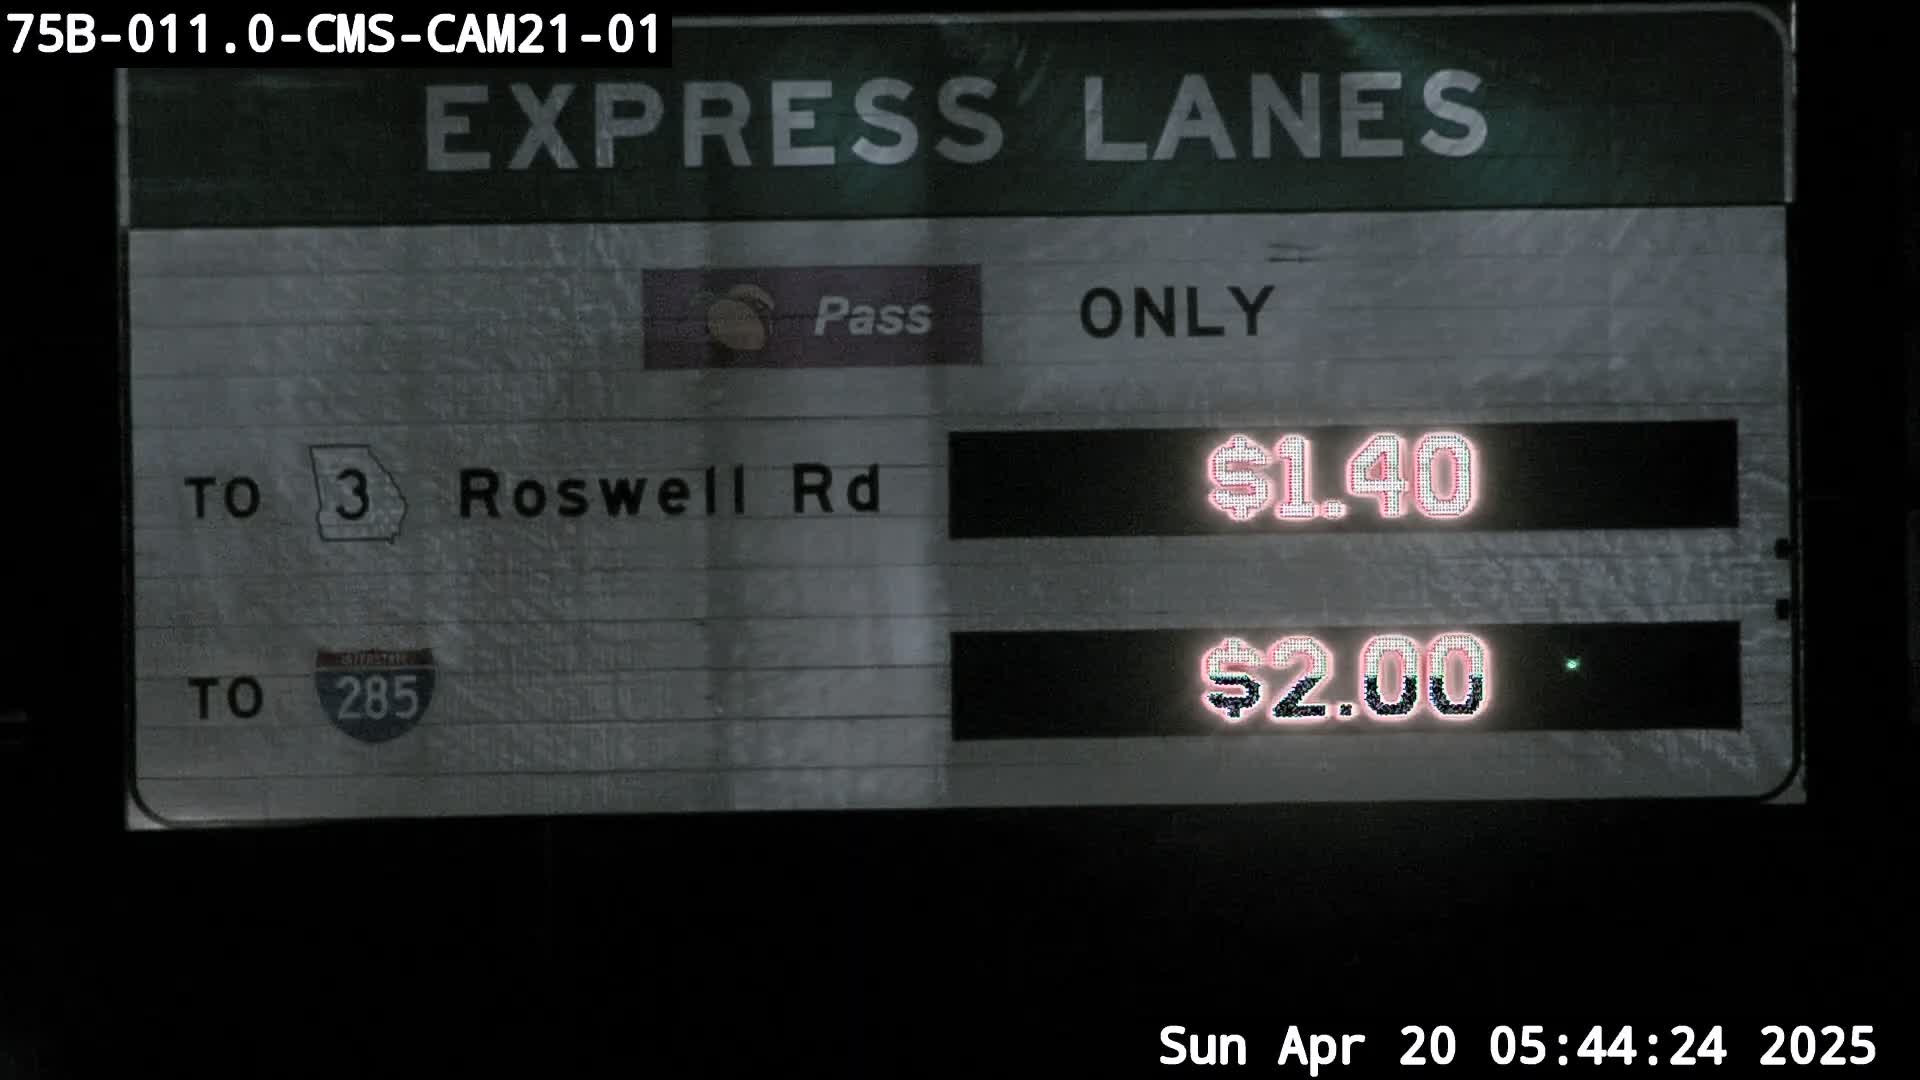 75B-011.0-CMS-CAM21-01
EXPRESS LANES
Pass ONLY
TO 3 Roswell Rd $1.40
INTERSTATE
TO 285 $2.00
Sun Apr 20 05:44:24 2025